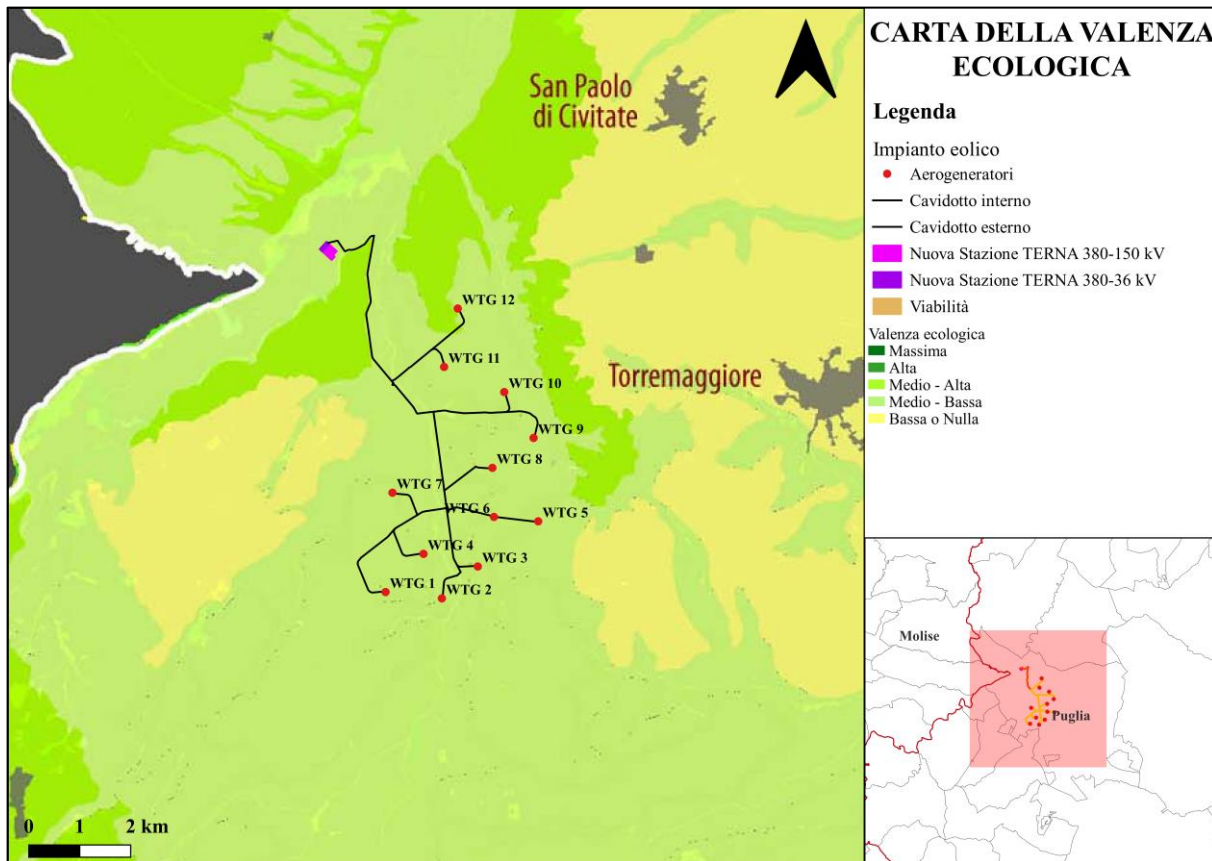 San Paolo
di Civitate
Torremaggiore
WTG 12
WTG 11
WTG 10
WTG 9
WTG 8
WTG 7
WTG 6
WTG 5
WTG 4
WTG 3
WTG 1
WTG 2
0 1 2 km
CARTA DELLA VALENZA
ECOLOGICA
Legenda
Impianto eolico
Aerogeneratori
Cavidotto interno
Cavidotto esterno
Nuova Stazione TERNA 380-150 kV
Nuova Stazione TERNA 380-36 kV
Viabilità
Valenza ecologica
Massima
Alta
Medio - Alta
Medio - Bassa
Bassa o Nulla
Molise
Puglia